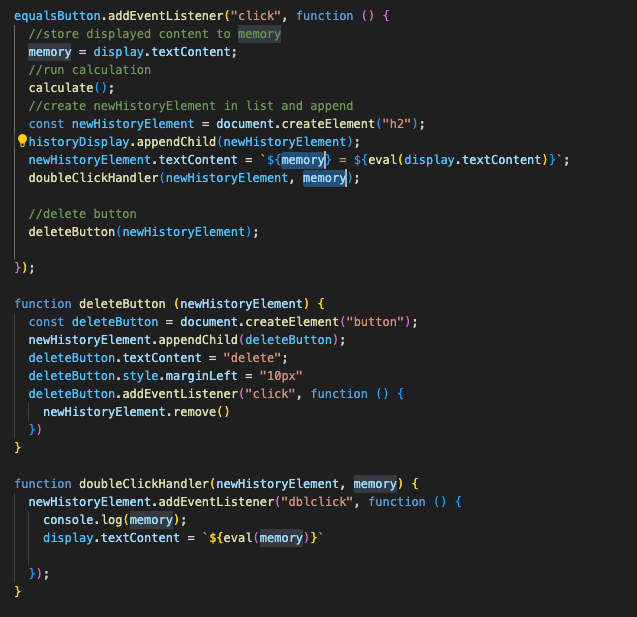 equalsButton.addEventListener("click", function () {
  //store displayed content to memory
  memory = display.textContent;
  //run calculation
  calculate();
  //create newHistoryElement in list and append
  const newHistoryElement = document.createElement("h2");
  historyDisplay.appendChild(newHistoryElement);
  newHistoryElement.textContent = `${memory} = ${eval(display.textContent)}`;
  doubleClickHandler(newHistoryElement, memory);

  //delete button
  deleteButton(newHistoryElement);

});

function deleteButton (newHistoryElement) {
  const deleteButton = document.createElement("button");
  newHistoryElement.appendChild(deleteButton);
  deleteButton.textContent = "delete";
  deleteButton.style.marginLeft = "10px"
  deleteButton.addEventListener("click", function () {
    newHistoryElement.remove()
  })
}

function doubleClickHandler(newHistoryElement, memory) {
  newHistoryElement.addEventListener("dblclick", function () {
    console.log(memory);
    display.textContent = `${eval(memory)}`

  });
}